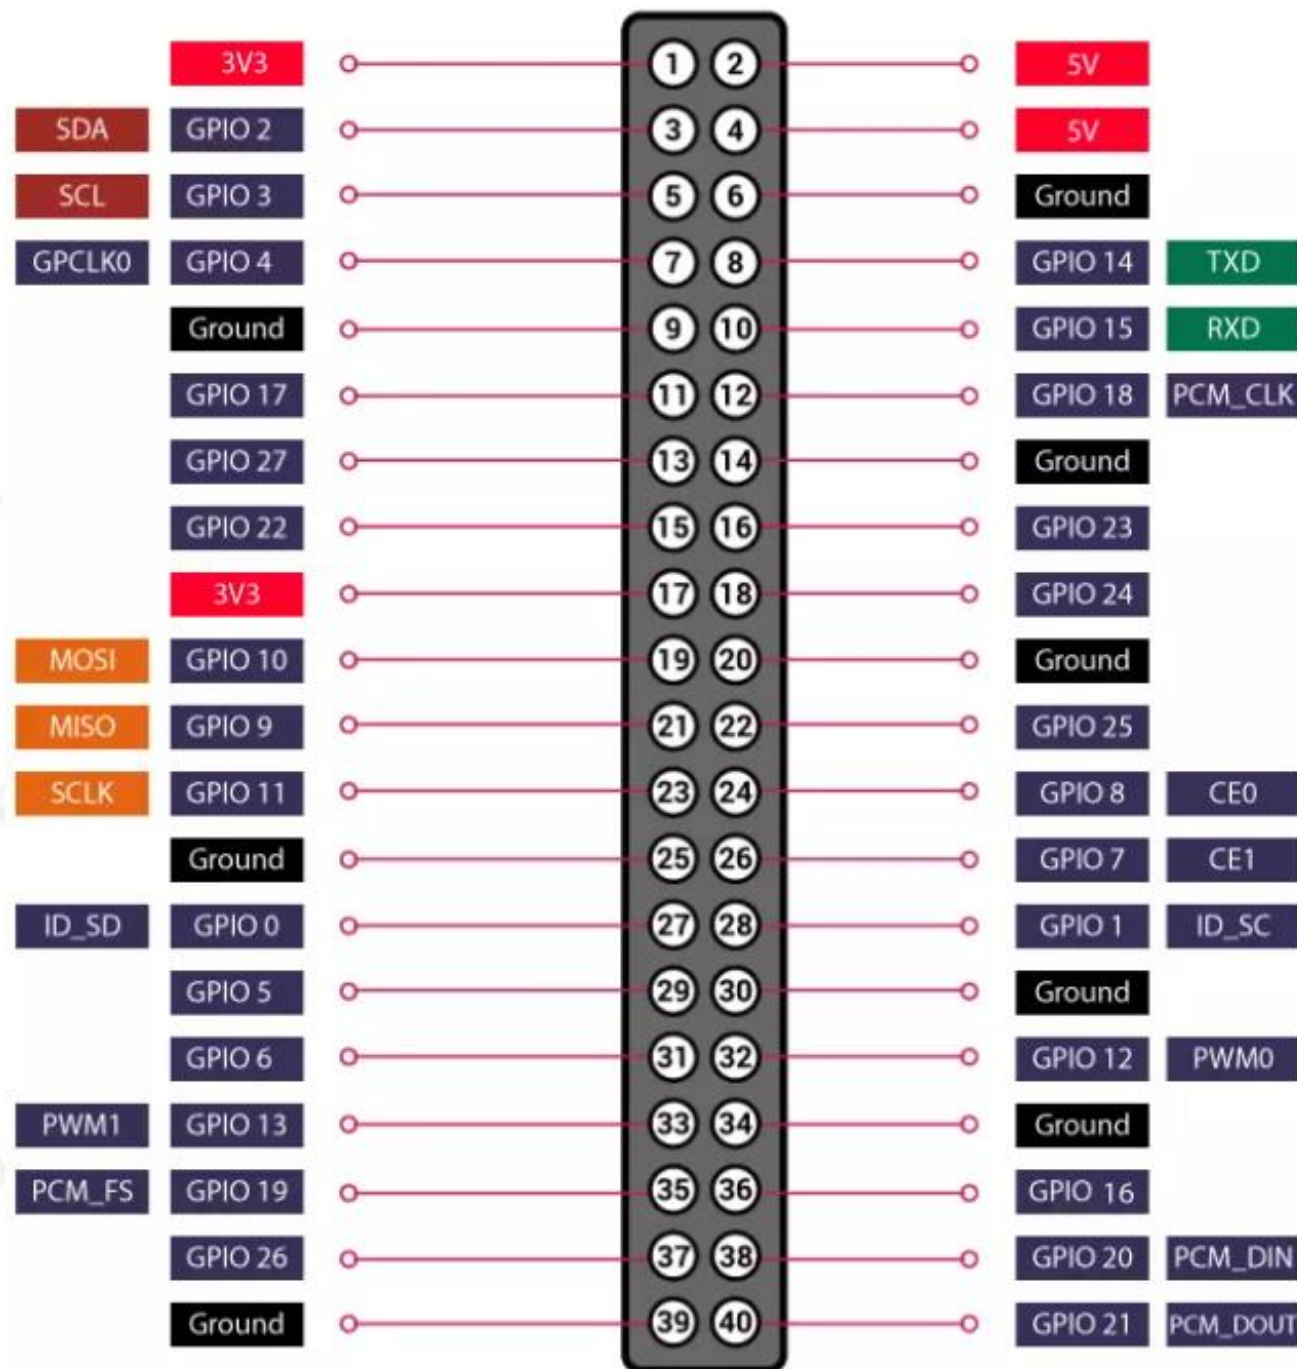 3V3 1 2 5V
SDA GPIO 2 3 4 5V
SCL GPIO 3 5 6 Ground
GPCLK0 GPIO 4 7 8 GPIO 14 TXD
Ground 9 10 GPIO 15 RXD
GPIO 17 11 12 GPIO 18 PCM_CLK
GPIO 27 13 14 Ground
GPIO 22 15 16 GPIO 23
3V3 17 18 GPIO 24
MOSI GPIO 10 19 20 Ground
MISO GPIO 9 21 22 GPIO 25
SCLK GPIO 11 23 24 GPIO 8 CE0
Ground 25 26 GPIO 7 CE1
ID_SD GPIO 0 27 28 GPIO 1 ID_SC
GPIO 5 29 30 Ground
GPIO 6 31 32 GPIO 12 PWM0
PWM1 GPIO 13 33 34 Ground
PCM_FS GPIO 19 35 36 GPIO 16
GPIO 26 37 38 GPIO 20 PCM_DIN
Ground 39 40 GPIO 21 PCM_DOUT